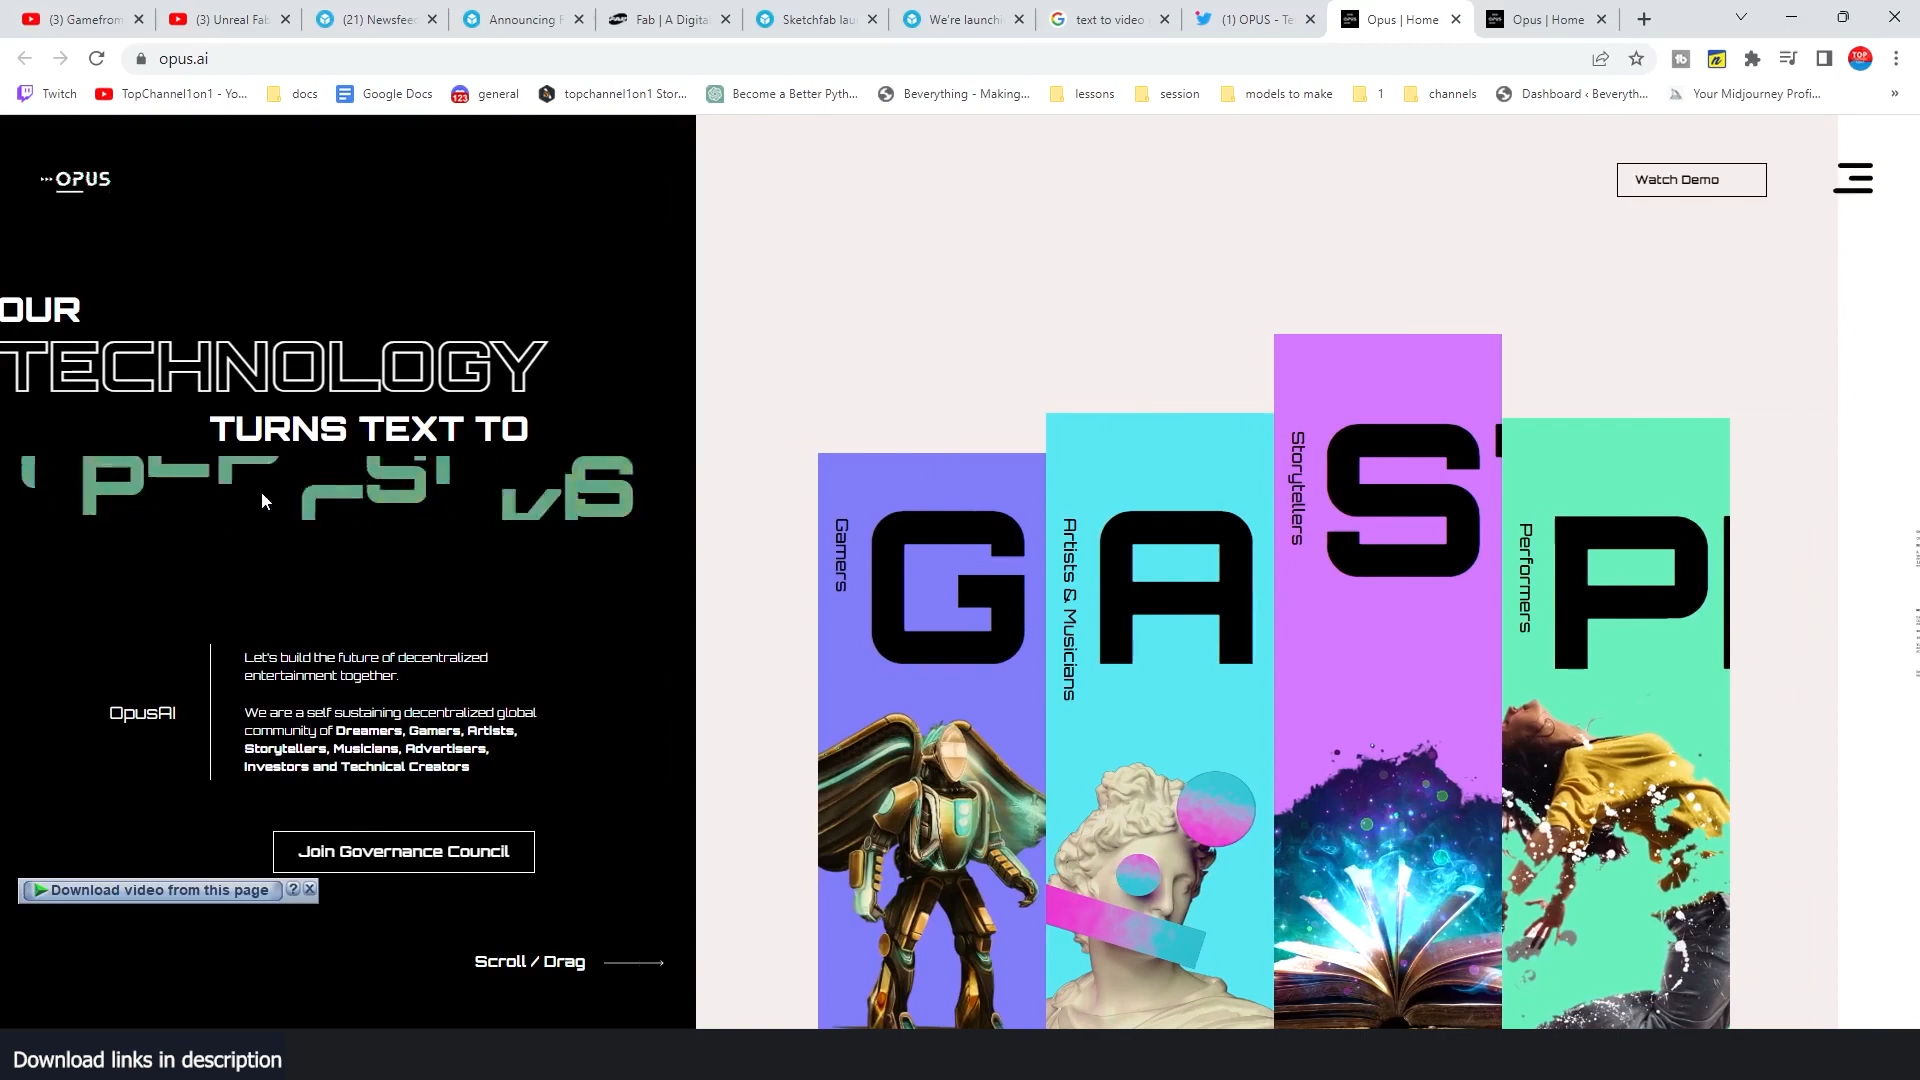 (3) Gamefrom
(3) Unreal Fab
(21) Newsfeed
Announcing F
Fab | A Digita
Sketchfab lau
We're launchi
text to video
(1) OPUS - Te
Opus | Home
Opus | Home
opus.ai
Twitch
TopChannel1on1 - Yo...
docs
Google Docs
123
general
topchannel1on1 Stor...
Become a Better Pyth...
Beverything - Making...
lessons
session
models to make
1
channels
Dashboard ‹ Beveryth...
Your Midjourney Profi...
»
OPUS
Watch Demo
OUR
TECHNOLOGY
TURNS TEXT TO
Gamers
G
Artists & Musicians
A
Storytellers
S
Performers
P
Let's build the future of decentralized
entertainment together.
OpusAI
We are a self sustaining decentralized global
community of Dreamers, Gamers, Artists,
Storytellers, Musicians, Advertisers,
Investors and Technical Creators
Join Governance Council
Download video from this page
Scroll / Drag
Download links in description